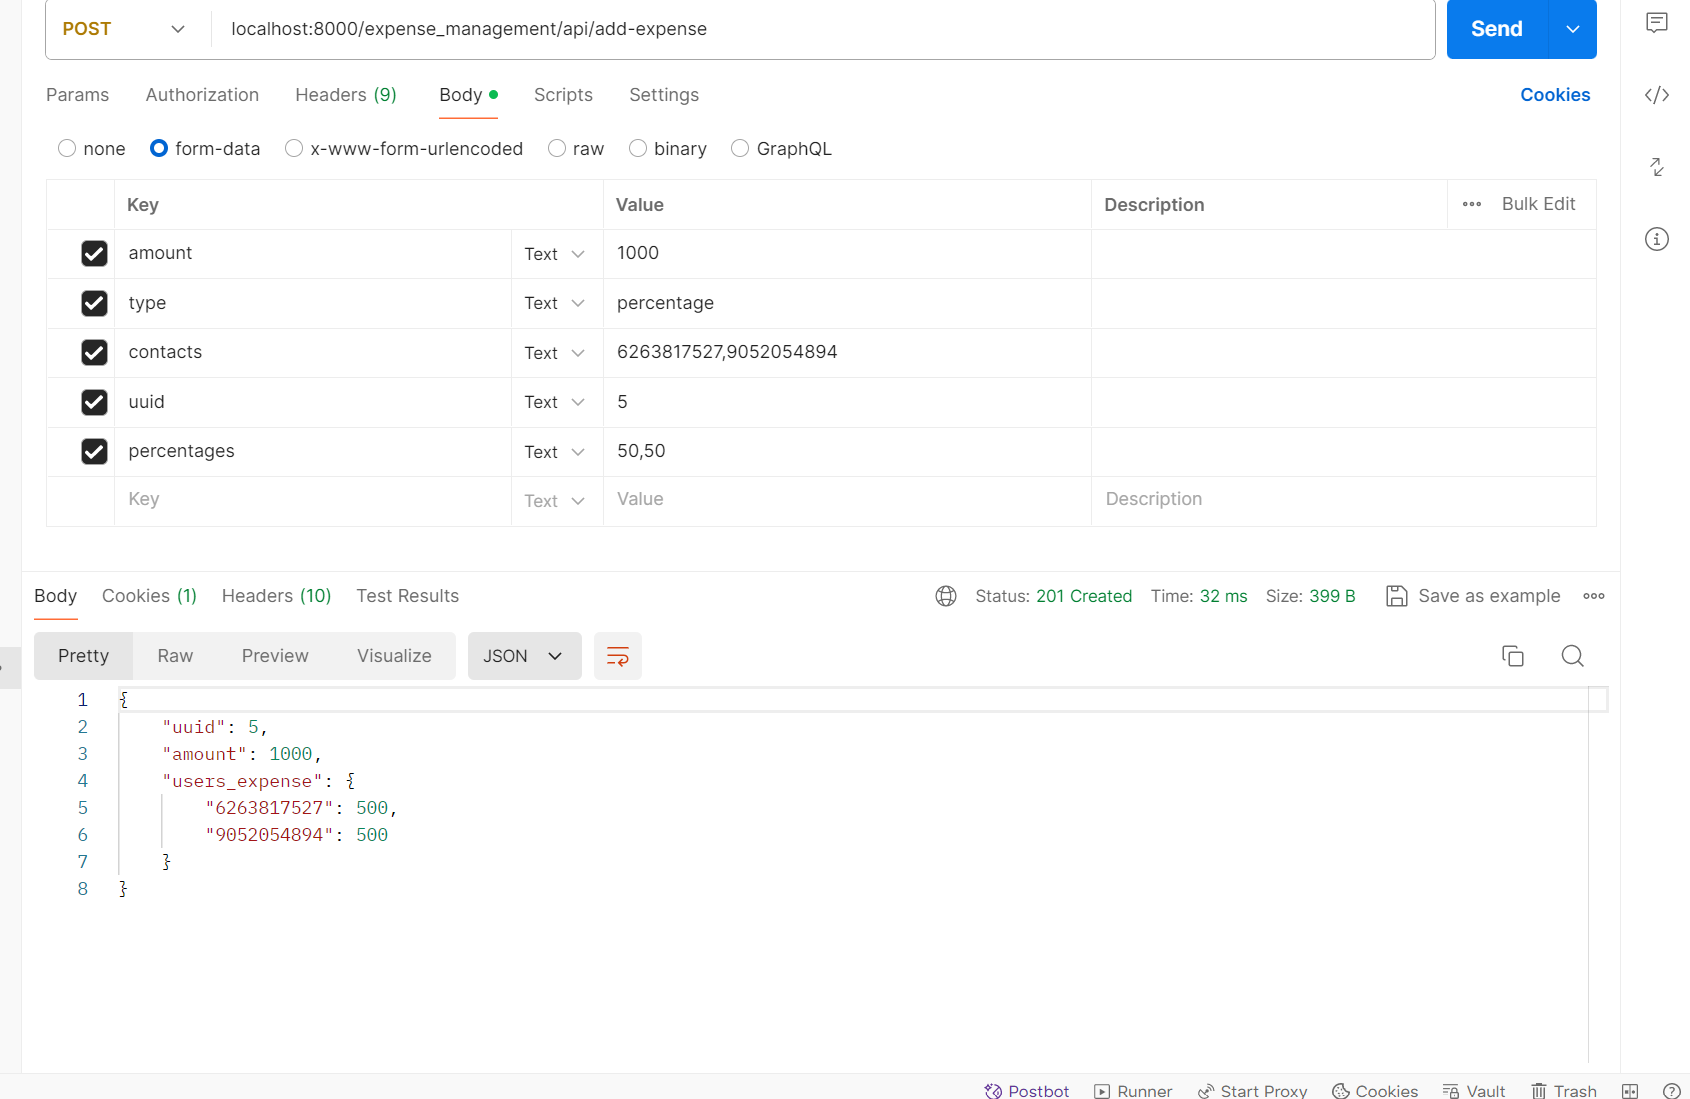 POST localhost:8000/expense_management/api/add-expense Send
Params Authorization Headers (9) Body Scripts Settings Cookies
none form-data x-www-form-urlencoded raw binary GraphQL
Key Value Description Bulk Edit
amount Text 1000
type Text percentage
contacts Text 6263817527,9052054894
uuid Text 5
percentages Text 50,50
Key Text Value Description
Body Cookies (1) Headers (10) Test Results Status: 201 Created Time: 32 ms Size: 399 B Save as example
Pretty Raw Preview Visualize JSON
1 {
2 "uuid": 5,
3 "amount": 1000,
4 "users_expense": {
5 "6263817527": 500,
6 "9052054894": 500
7 }
8 }
Postbot Runner Start Proxy Cookies Vault Trash